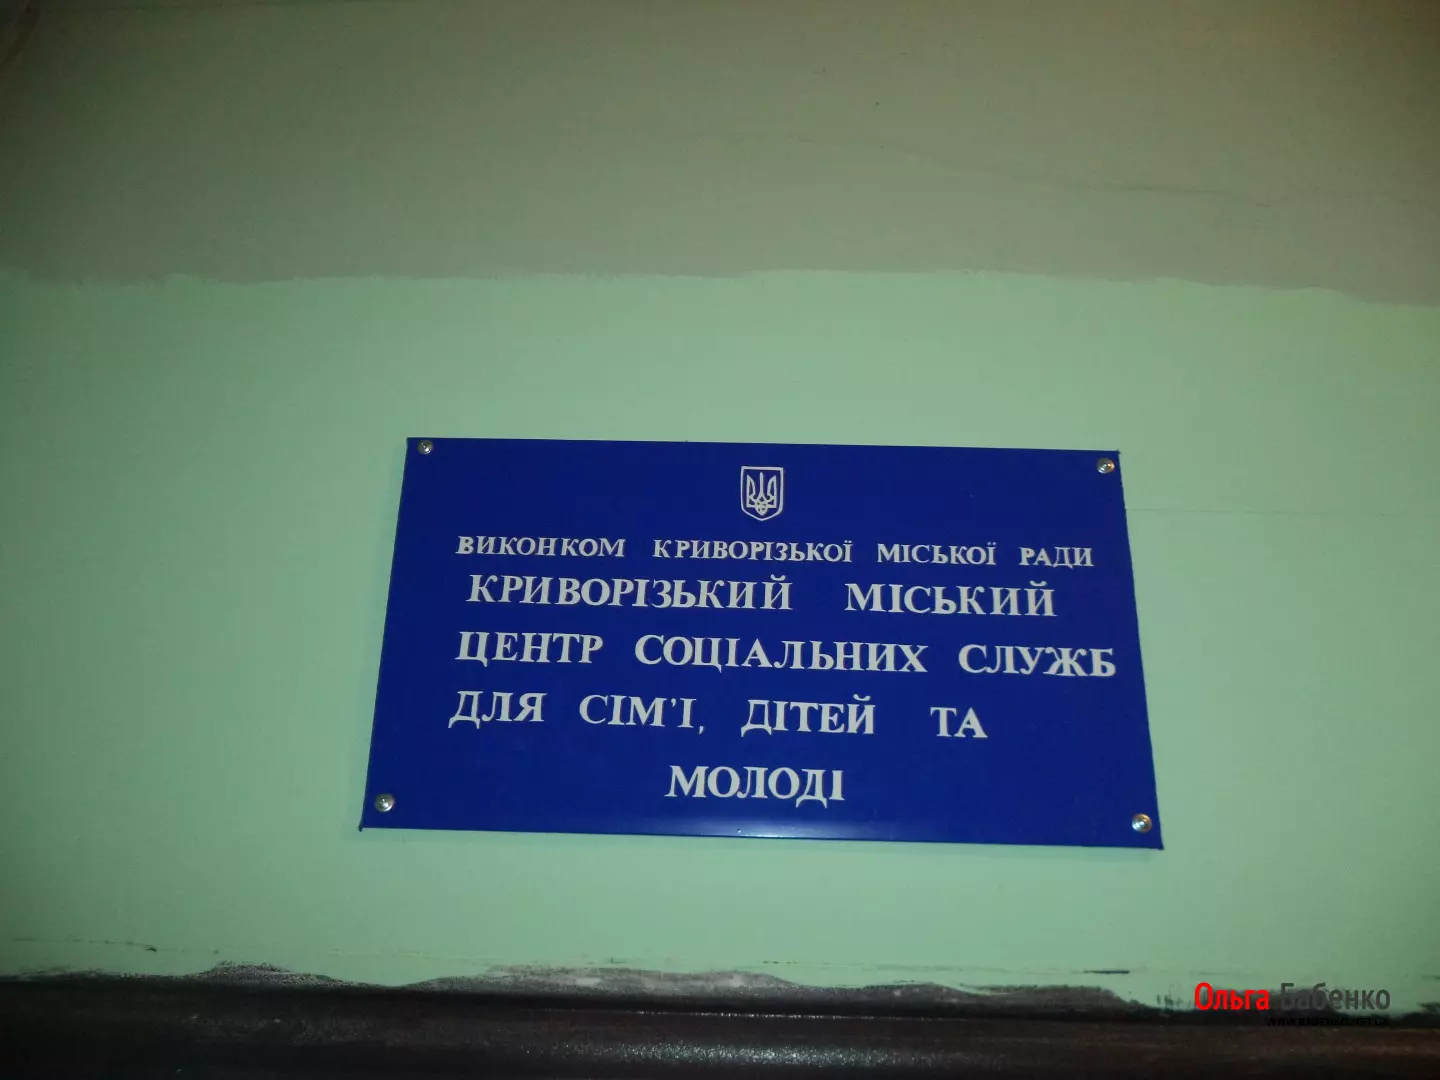 ВИКОНКОМ КРИВОРІЗЬКОЇ МІСЬКОЇ РАДИ
КРИВОРІЗЬКИЙ МІСЬКИЙ
ЦЕНТР СОЦІАЛЬНИХ СЛУЖБ
ДЛЯ СІМ'Ї, ДІТЕЙ ТА
МОЛОДІ
Ольга Бабенко